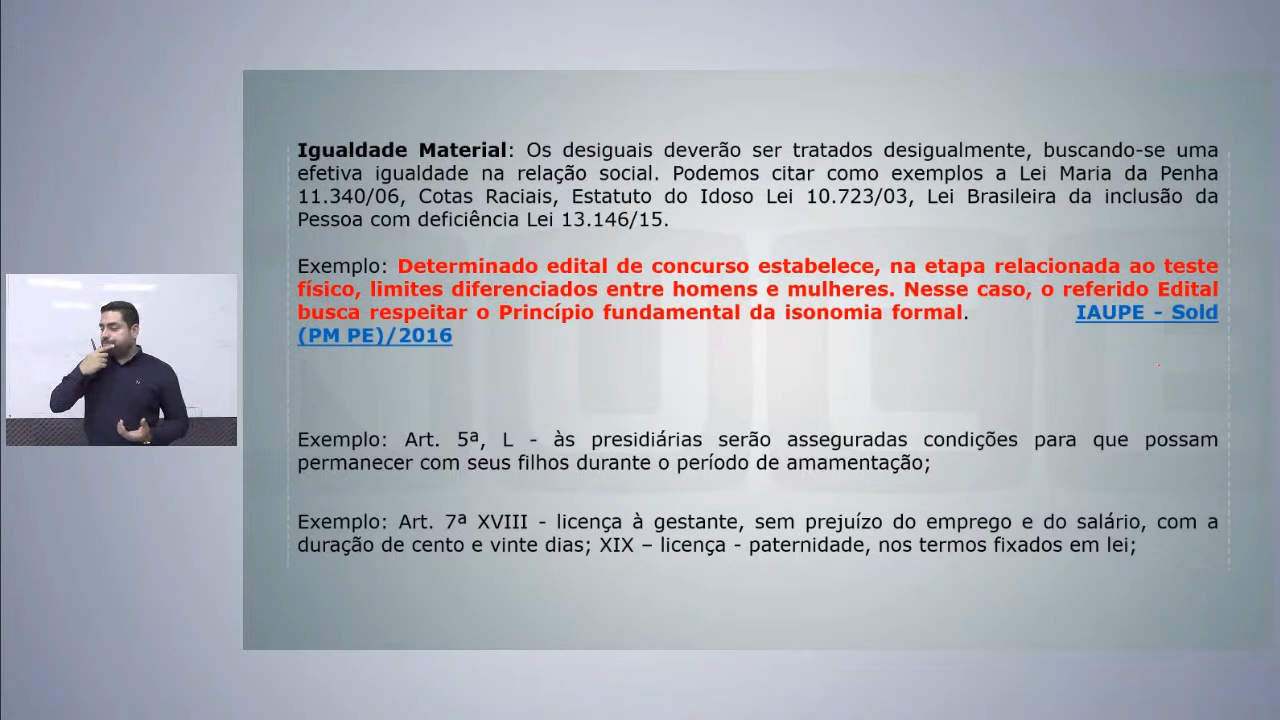 Igualdade Material: Os desiguais deverão ser tratados desigualmente, buscando-se uma
efetiva igualdade na relação social. Podemos citar como exemplos a Lei Maria da Penha
11.340/06, Cotas Raciais, Estatuto do Idoso Lei 10.723/03, Lei Brasileira da inclusão da
Pessoa com deficiência Lei 13.146/15.
Exemplo: Determinado edital de concurso estabelece, na etapa relacionada ao teste
físico, limites diferenciados entre homens e mulheres. Nesse caso, o referido Edital
busca respeitar o Princípio fundamental da isonomia formal. IAUPE - Sold
(PM PE)/2016
Exemplo: Art. 5ª, L - às presidiárias serão asseguradas condições para que possam
permanecer com seus filhos durante o período de amamentação;
Exemplo: Art. 7ª XVIII - licença à gestante, sem prejuízo do emprego e do salário, com a
duração de cento e vinte dias; XIX – licença - paternidade, nos termos fixados em lei;